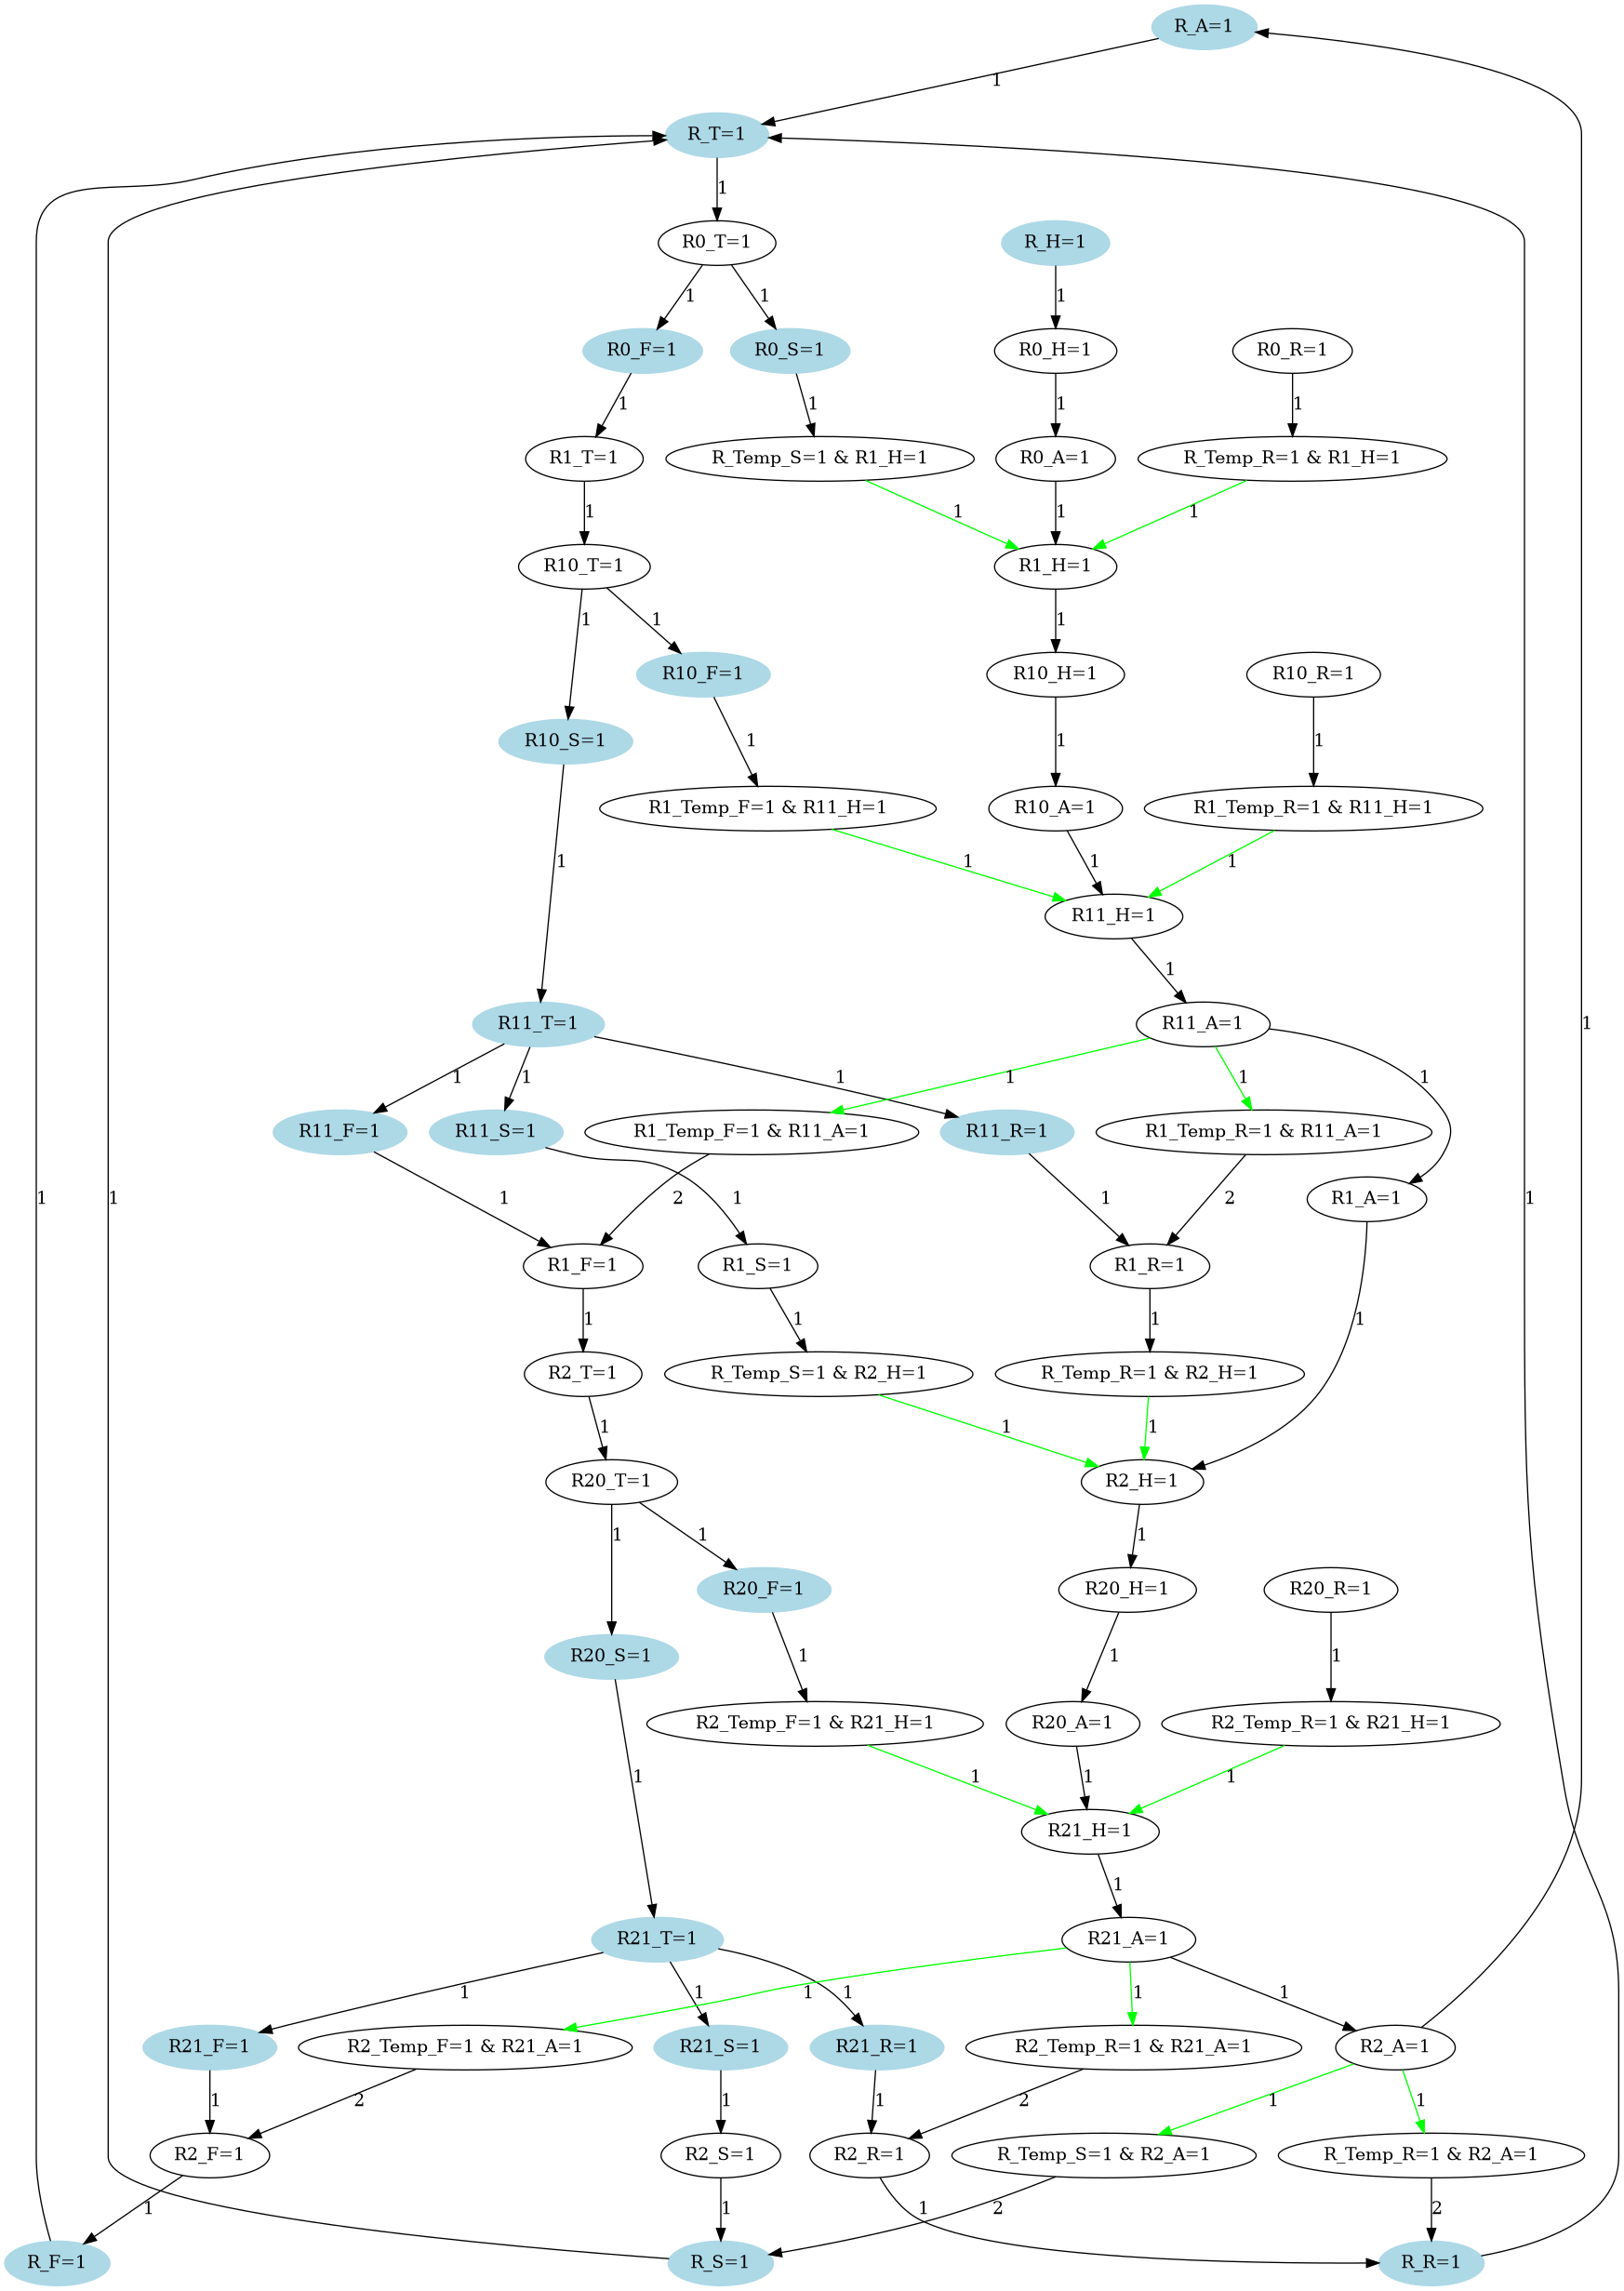 R_A=1
1
R_T=1
1
R0_T=1
R_H=1
1
1
1
R0_F=1
R0_S=1
R0_H=1
R0_R=1
1
1
1
1
R1_T=1
R_Temp_S=1 & R1_H=1
R0_A=1
R_Temp_R=1 & R1_H=1
1
1
1
1
R10_T=1
R1_H=1
1
1
1
R10_F=1
R10_H=1
R10_R=1
R10_S=1
1
1
1
R1_Temp_F=1 & R11_H=1
R10_A=1
R1_Temp_R=1 & R11_H=1
1
1
1
1
R11_H=1
1
R11_T=1
R11_A=1
1
1
1
1
1
1
R11_F=1
R11_S=1
R1_Temp_F=1 & R11_A=1
R11_R=1
R1_Temp_R=1 & R11_A=1
1
1
1
1
2
1
1
2
R1_A=1
R1_F=1
R1_S=1
R1_R=1
1
1
1
1
R2_T=1
R_Temp_S=1 & R2_H=1
R_Temp_R=1 & R2_H=1
1
1
1
R20_T=1
R2_H=1
1
1
1
R20_F=1
R20_H=1
R20_R=1
R20_S=1
1
1
1
R2_Temp_F=1 & R21_H=1
R20_A=1
R2_Temp_R=1 & R21_H=1
1
1
1
1
R21_H=1
1
R21_T=1
R21_A=1
1
1
1
1
1
1
R21_F=1
R2_Temp_F=1 & R21_A=1
R21_S=1
R21_R=1
R2_Temp_R=1 & R21_A=1
R2_A=1
1
2
1
1
2
1
1
R2_F=1
R2_S=1
R2_R=1
R_Temp_S=1 & R2_A=1
R_Temp_R=1 & R2_A=1
1
1
1
2
2
R_F=1
R_S=1
R_R=1